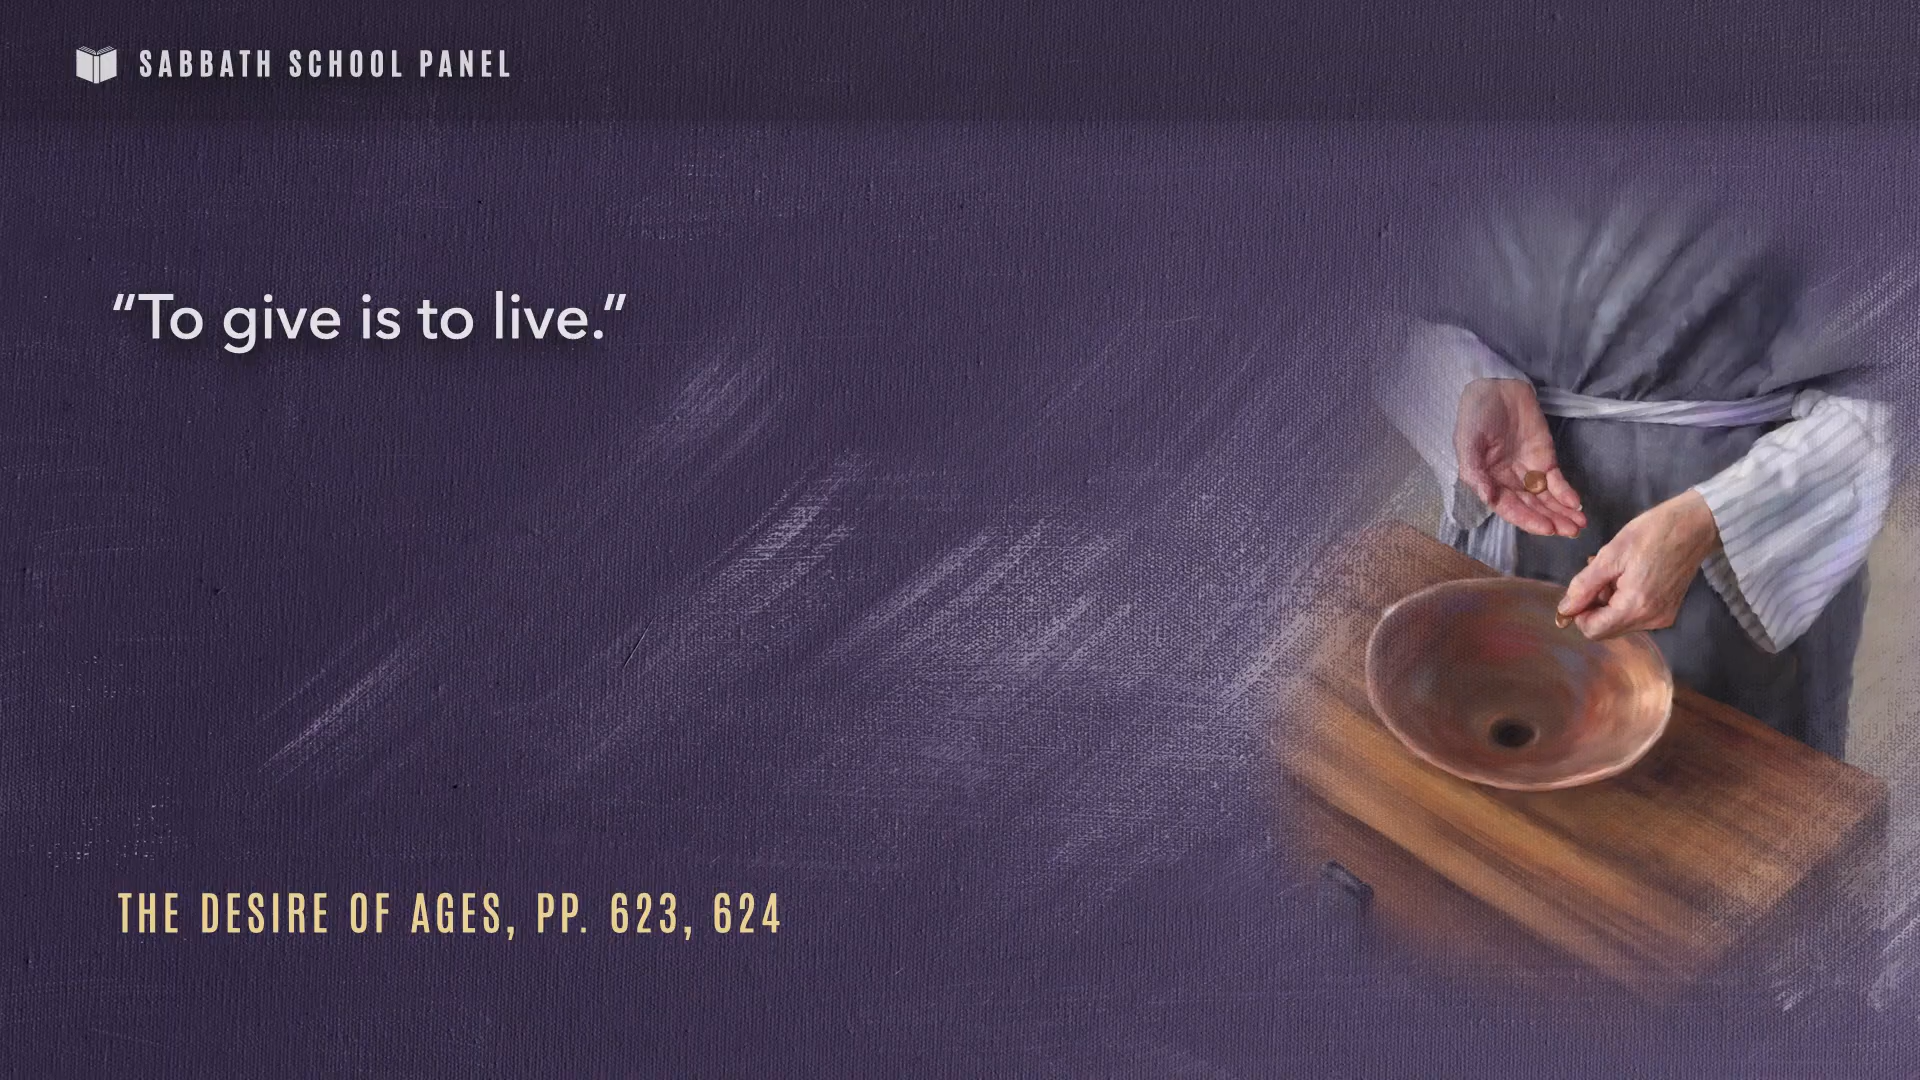 SABBATH SCHOOL PANEL
“To give is to live.”
THE DESIRE OF AGES, PP. 623, 624